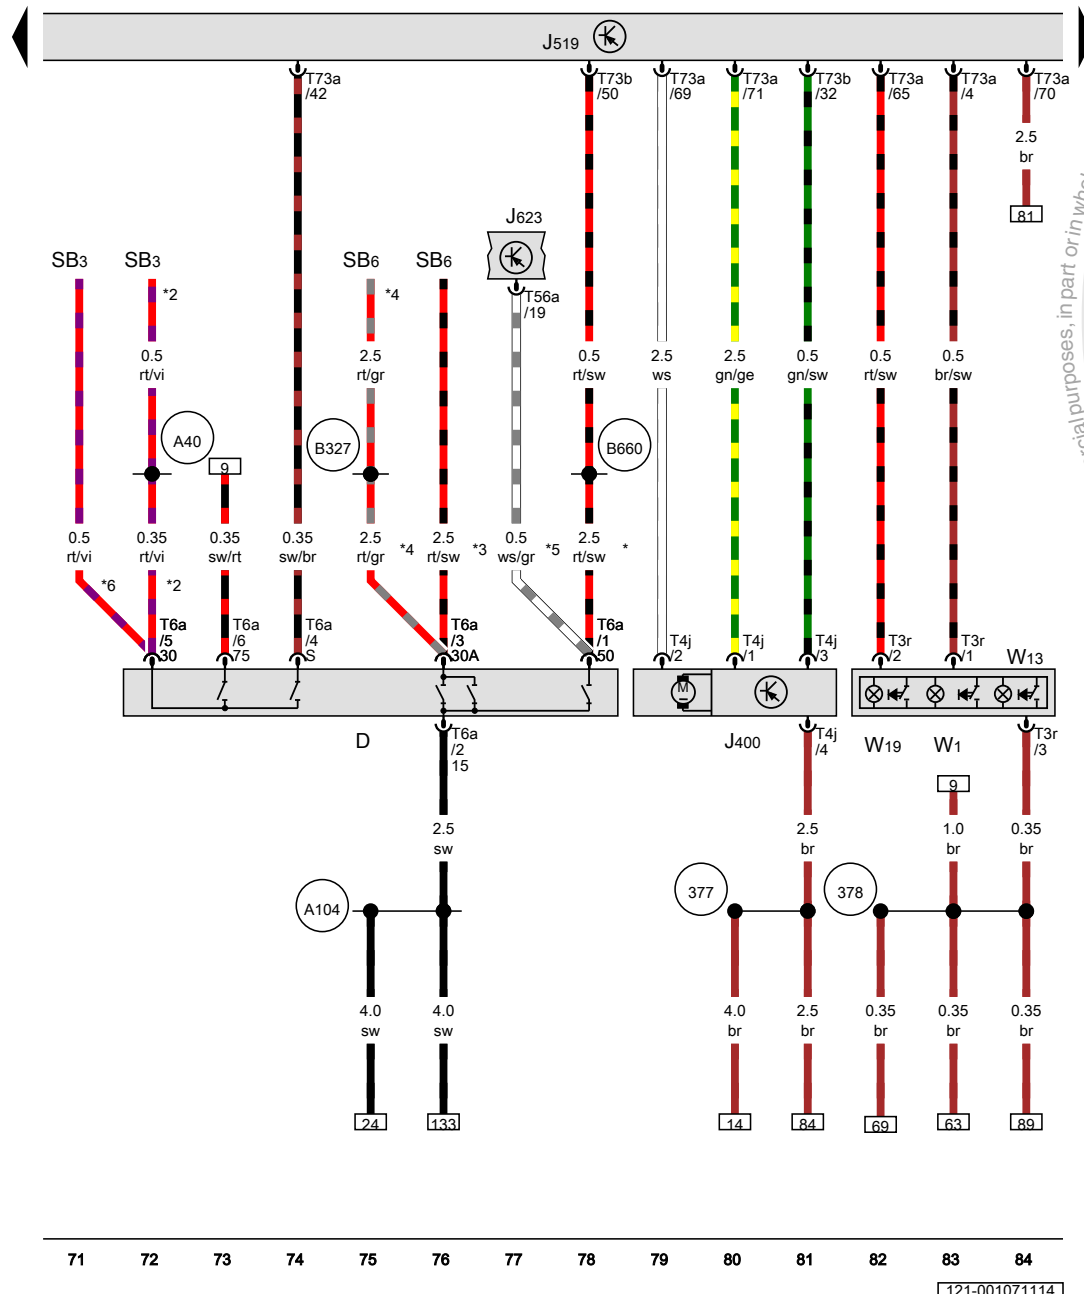 J519
T73a
/42
T73b
/50
T73a
/69
T73a
/71
T73b
/32
T73a
/65
T73a
/4
T73a
/70
2.5
br
81
J623
SB3
SB3
SB6
SB6
*2
*4
T56a
/19
0.5
rt/vi
2.5
rt/gr
0.5
rt/sw
2.5
ws
2.5
gn/ge
0.5
gn/sw
0.5
rt/sw
0.5
br/sw
A40
B327
B660
9
0.5
rt/vi
0.35
rt/vi
0.35
sw/rt
0.35
sw/br
2.5
rt/gr
*4
2.5
rt/sw
*3
0.5
ws/gr
*5
2.5
rt/sw
*
*6
*2
T6a
/5
30
T6a
/6
75
T6a
/4
S
T6a
/3
30A
T6a
/1
50
T4j
/2
T4j
/1
T4j
/3
T3r
/2
T3r
/1
W13
M
D
T6a
/2
15
J400
T4j
/4
W19
W1
T3r
/3
9
2.5
sw
2.5
br
1.0
br
0.35
br
A104
377
378
4.0
sw
4.0
sw
4.0
br
2.5
br
0.35
br
0.35
br
0.35
br
24
133
14
84
69
63
89
71 72 73 74 75 76 77 78 79 80 81 82 83 84
121-001071114
purposes, in part or in